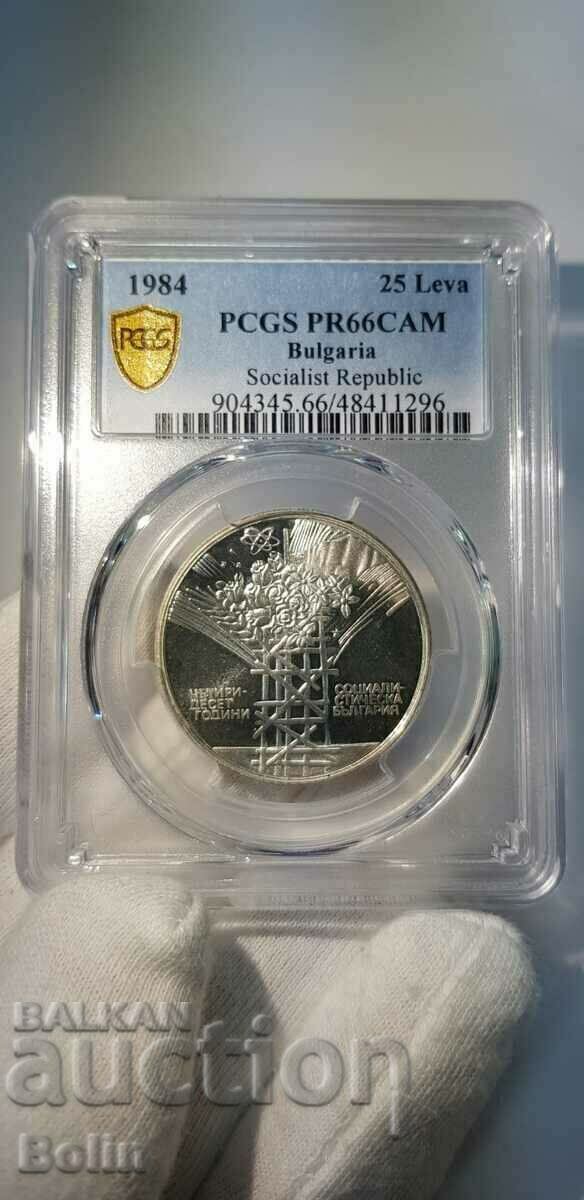 1984 25 Leva
PCGS PCGS PR66CAM
Bulgaria
Socialist Republic
904345.66/48411296
ЧЕТИРИ-
ДЕСЕТ
ГОДИНИ
СОЦИАЛИ-
СТИЧЕСКА
БЪЛГАРИЯ
BALKAN
auction
Bolin